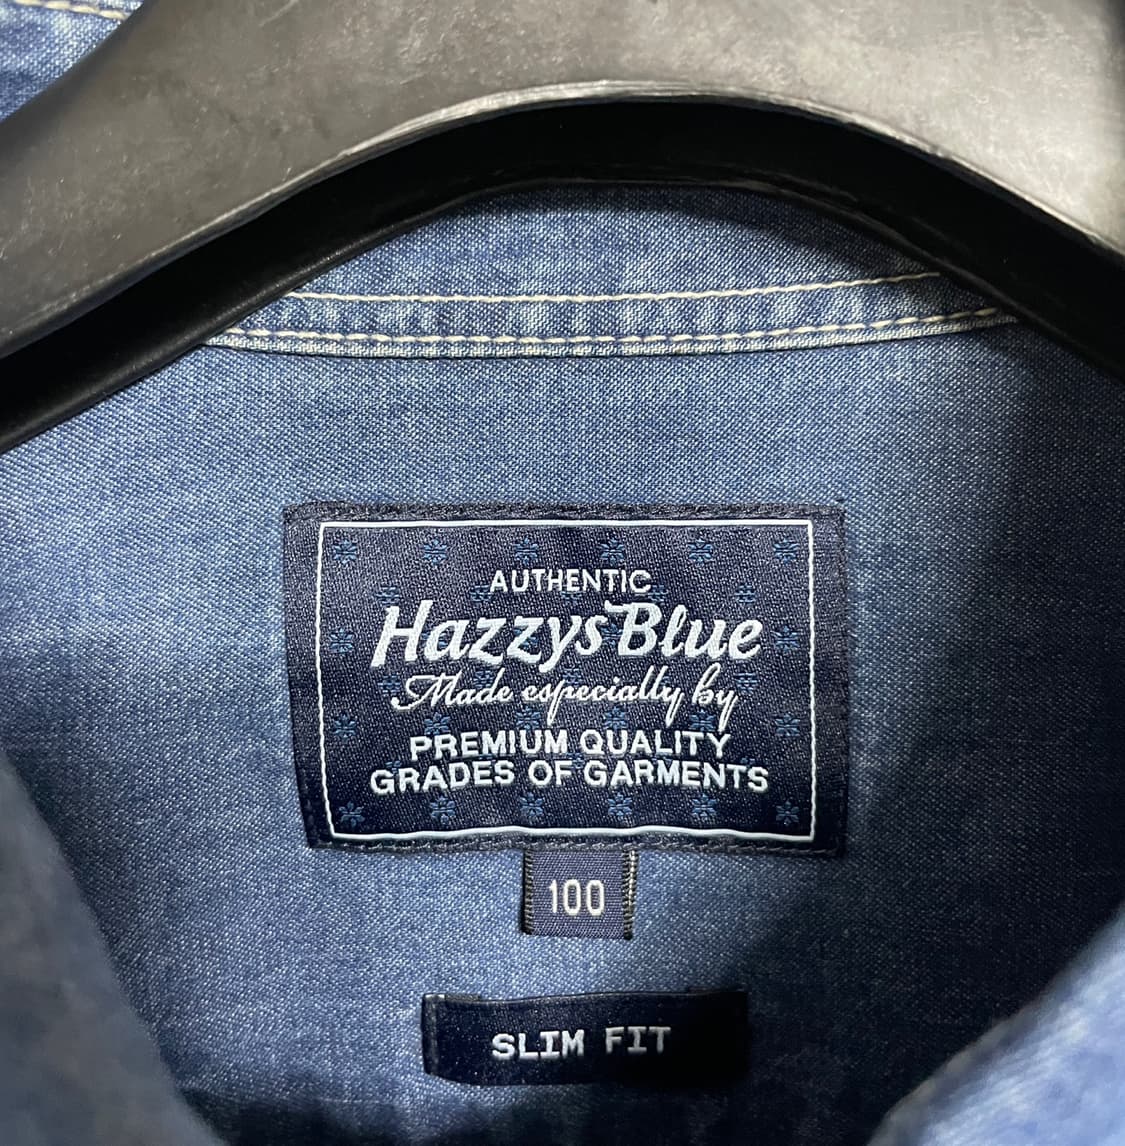 AUTHENTIC
Hazzys Blue
Made especially by
PREMIUM QUALITY
GRADES OF GARMENTS
100
SLIM FIT